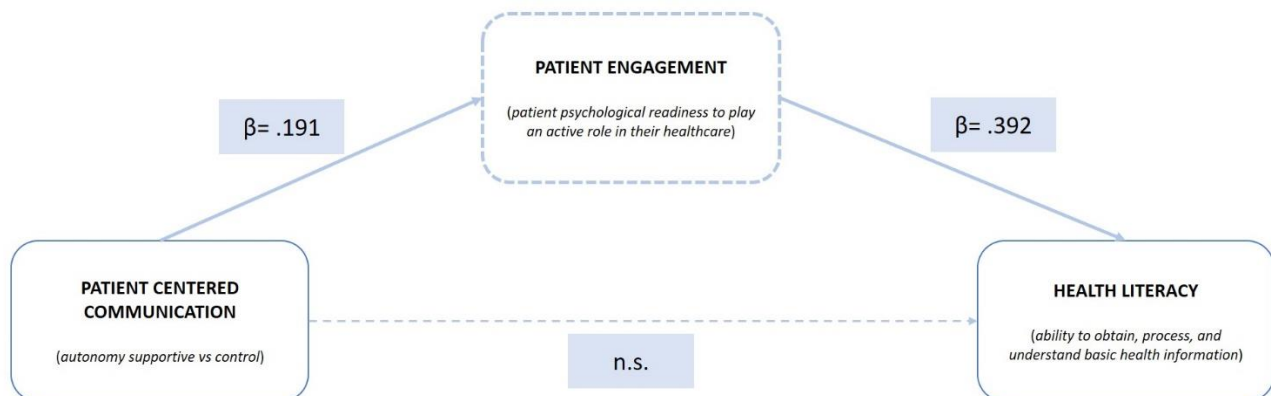 PATIENT ENGAGEMENT
(patient psychological readiness to play
an active role in their healthcare)
β= .191
β= .392
PATIENT CENTERED
COMMUNICATION
(autonomy supportive vs control)
HEALTH LITERACY
(ability to obtain, process, and
understand basic health information)
n.s.